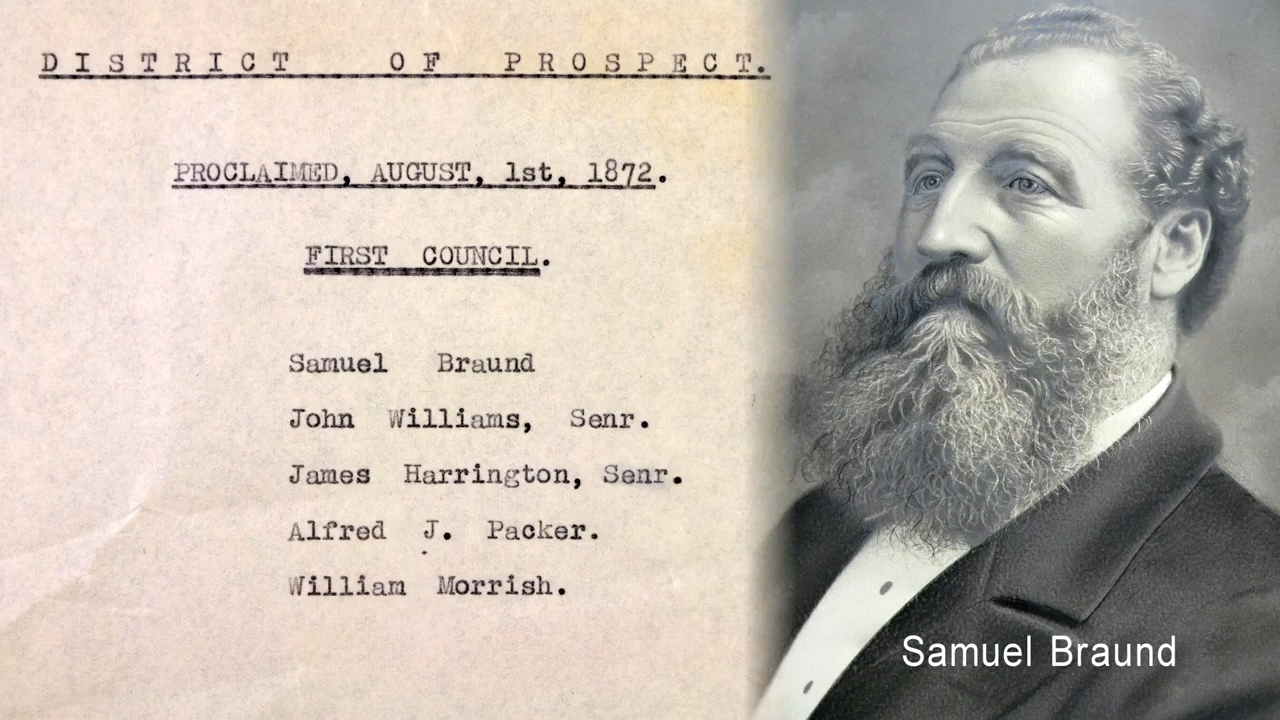 DISTRICT OF PROSPECT.
PROCLAIMED, AUGUST, 1st, 1872.
FIRST COUNCIL.
Samuel Braund
John Williams, Senr.
James Harrington, Senr.
Alfred J. Packer.
William Morrish.
Samuel Braund